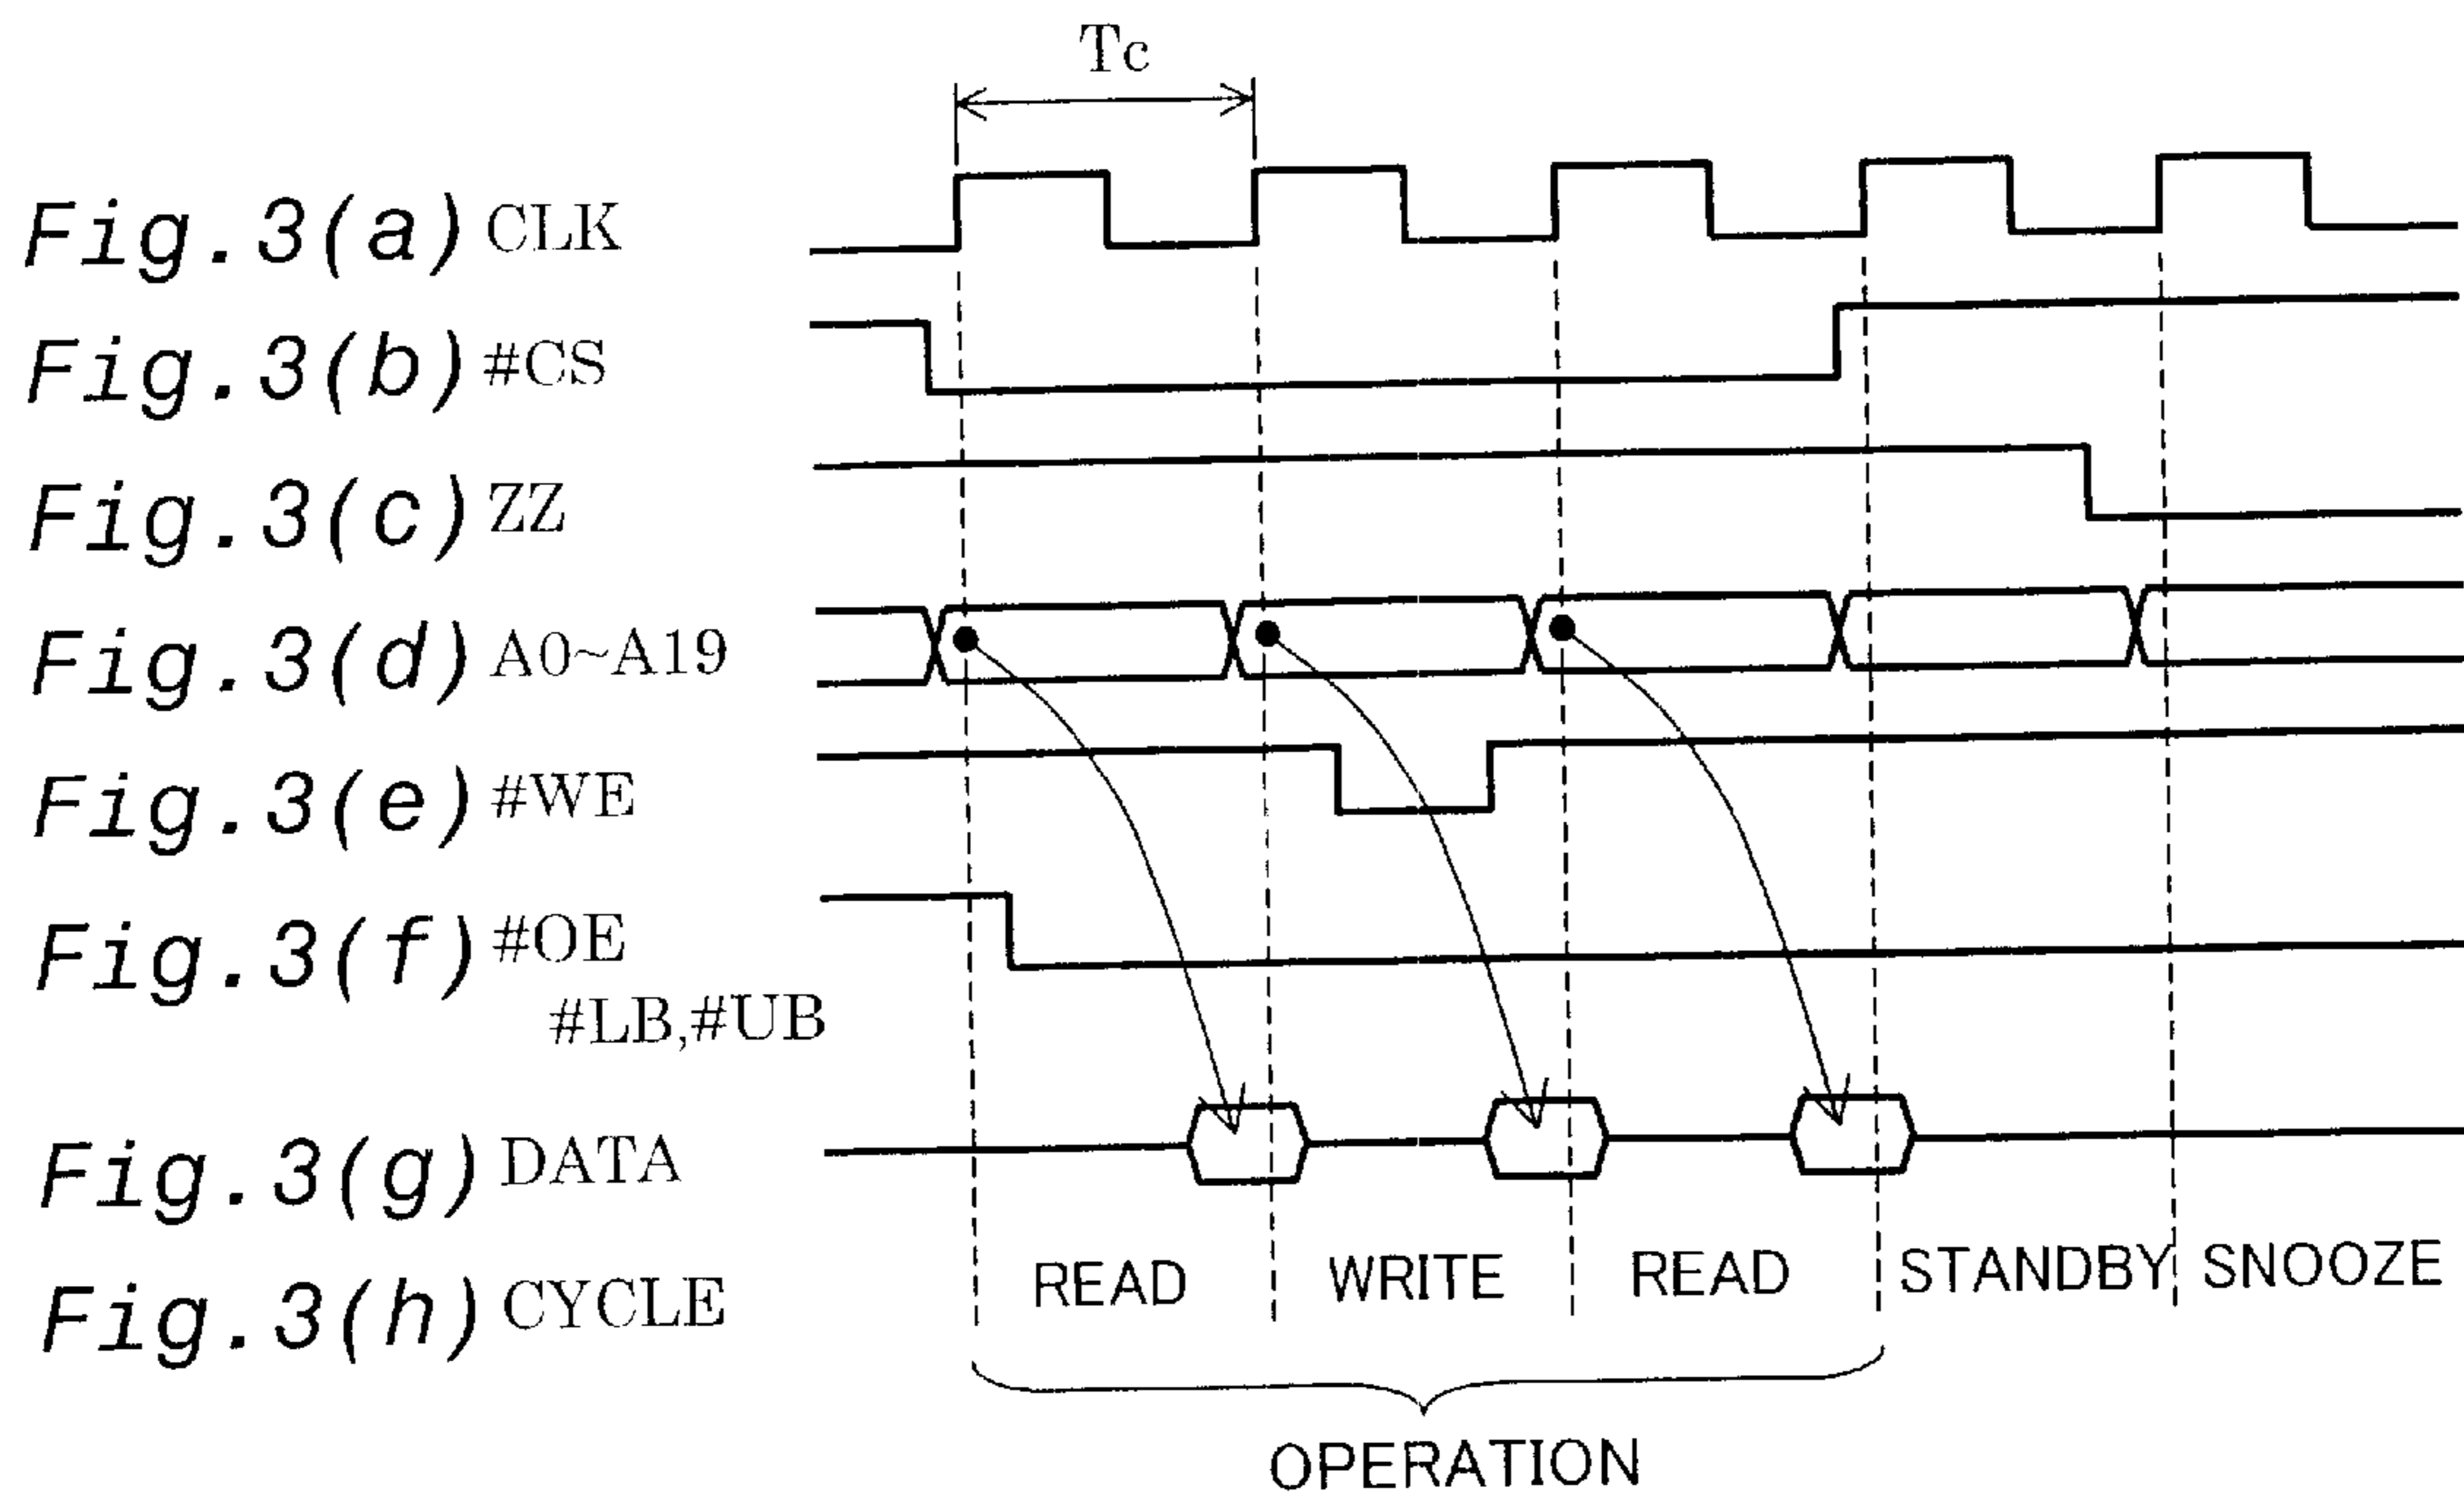 Tc
Fig.3(a) CLK
Fig.3(b) #CS
Fig.3(c) ZZ
Fig.3(d) A0~A19
Fig.3(e) #WE
Fig.3(f) #OE
#LB,#UB
Fig.3(g) DATA
Fig.3(h) CYCLE READ WRITE READ STANDBY SNOOZE
OPERATION